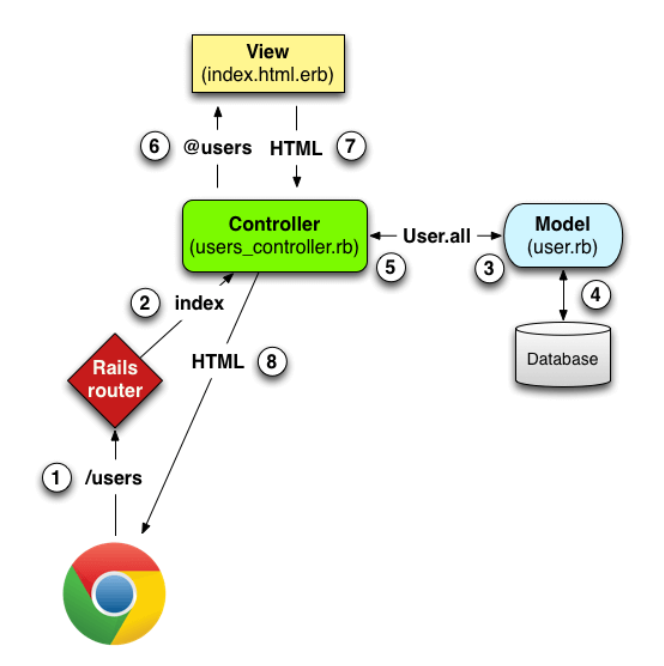 View
(index.html.erb)
6 @users HTML 7
Controller
(users_controller.rb)
User.all
Model
(user.rb)
5
3
4
2 index
Database
HTML 8
Rails
router
1 /users